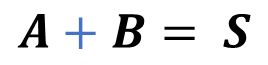 A + B = S